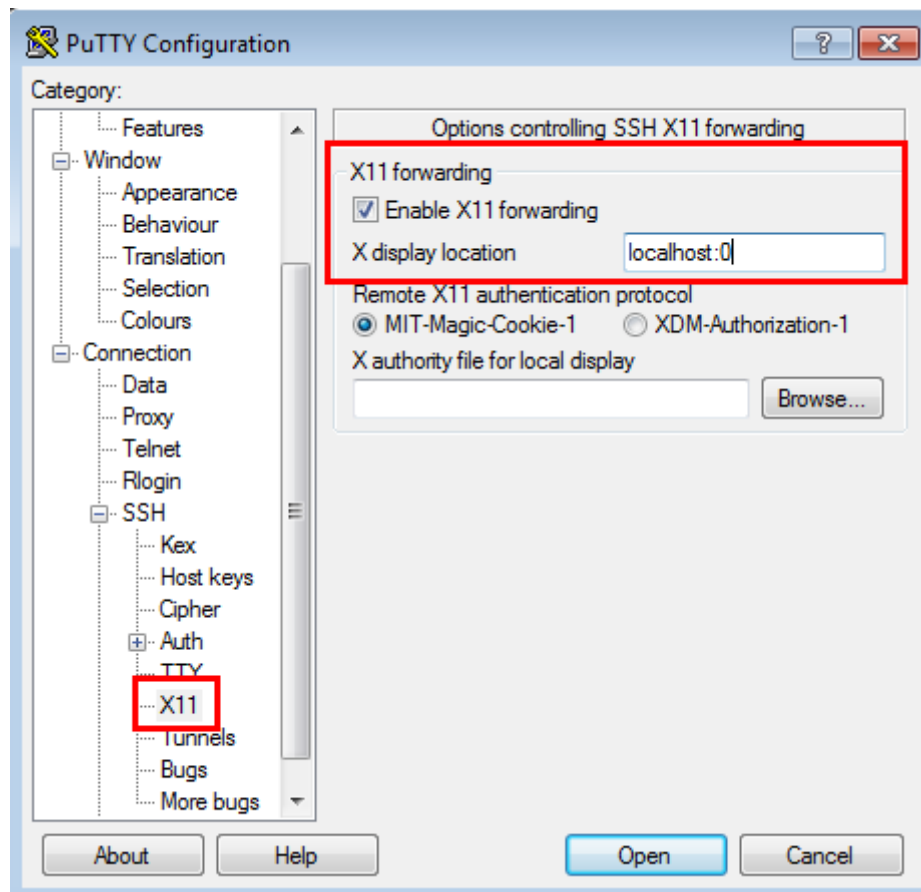 PuTTY Configuration
Category:
Features
Window
Appearance
Behaviour
Translation
Selection
Colours
Connection
Data
Proxy
Telnet
Rlogin
SSH
Kex
Host keys
Cipher
Auth
TTY
X11
Tunnels
Bugs
More bugs
Options controlling SSH X11 forwarding
X11 forwarding
Enable X11 forwarding
X display location localhost:0
Remote X11 authentication protocol
MIT-Magic-Cookie-1 XDM-Authorization-1
X authority file for local display
Browse...
About Help Open Cancel